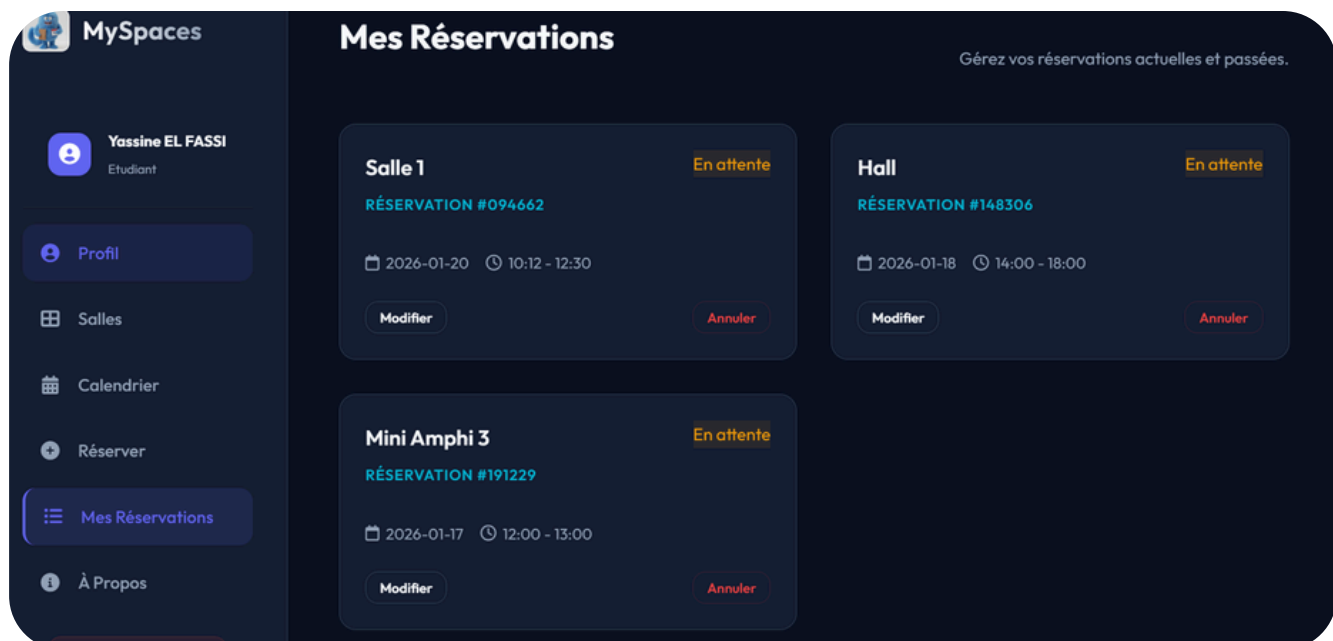 MySpaces
Yassine EL FASSI
Etudiant
Profil
Salles
Calendrier
Réserver
Mes Réservations
À Propos
Mes Réservations
Gérez vos réservations actuelles et passées.
Salle 1
En attente
RÉSERVATION #094662
2026-01-20 10:12 - 12:30
Modifier
Annuler
Hall
En attente
RÉSERVATION #148306
2026-01-18 14:00 - 18:00
Modifier
Annuler
Mini Amphi 3
En attente
RÉSERVATION #191229
2026-01-17 12:00 - 13:00
Modifier
Annuler